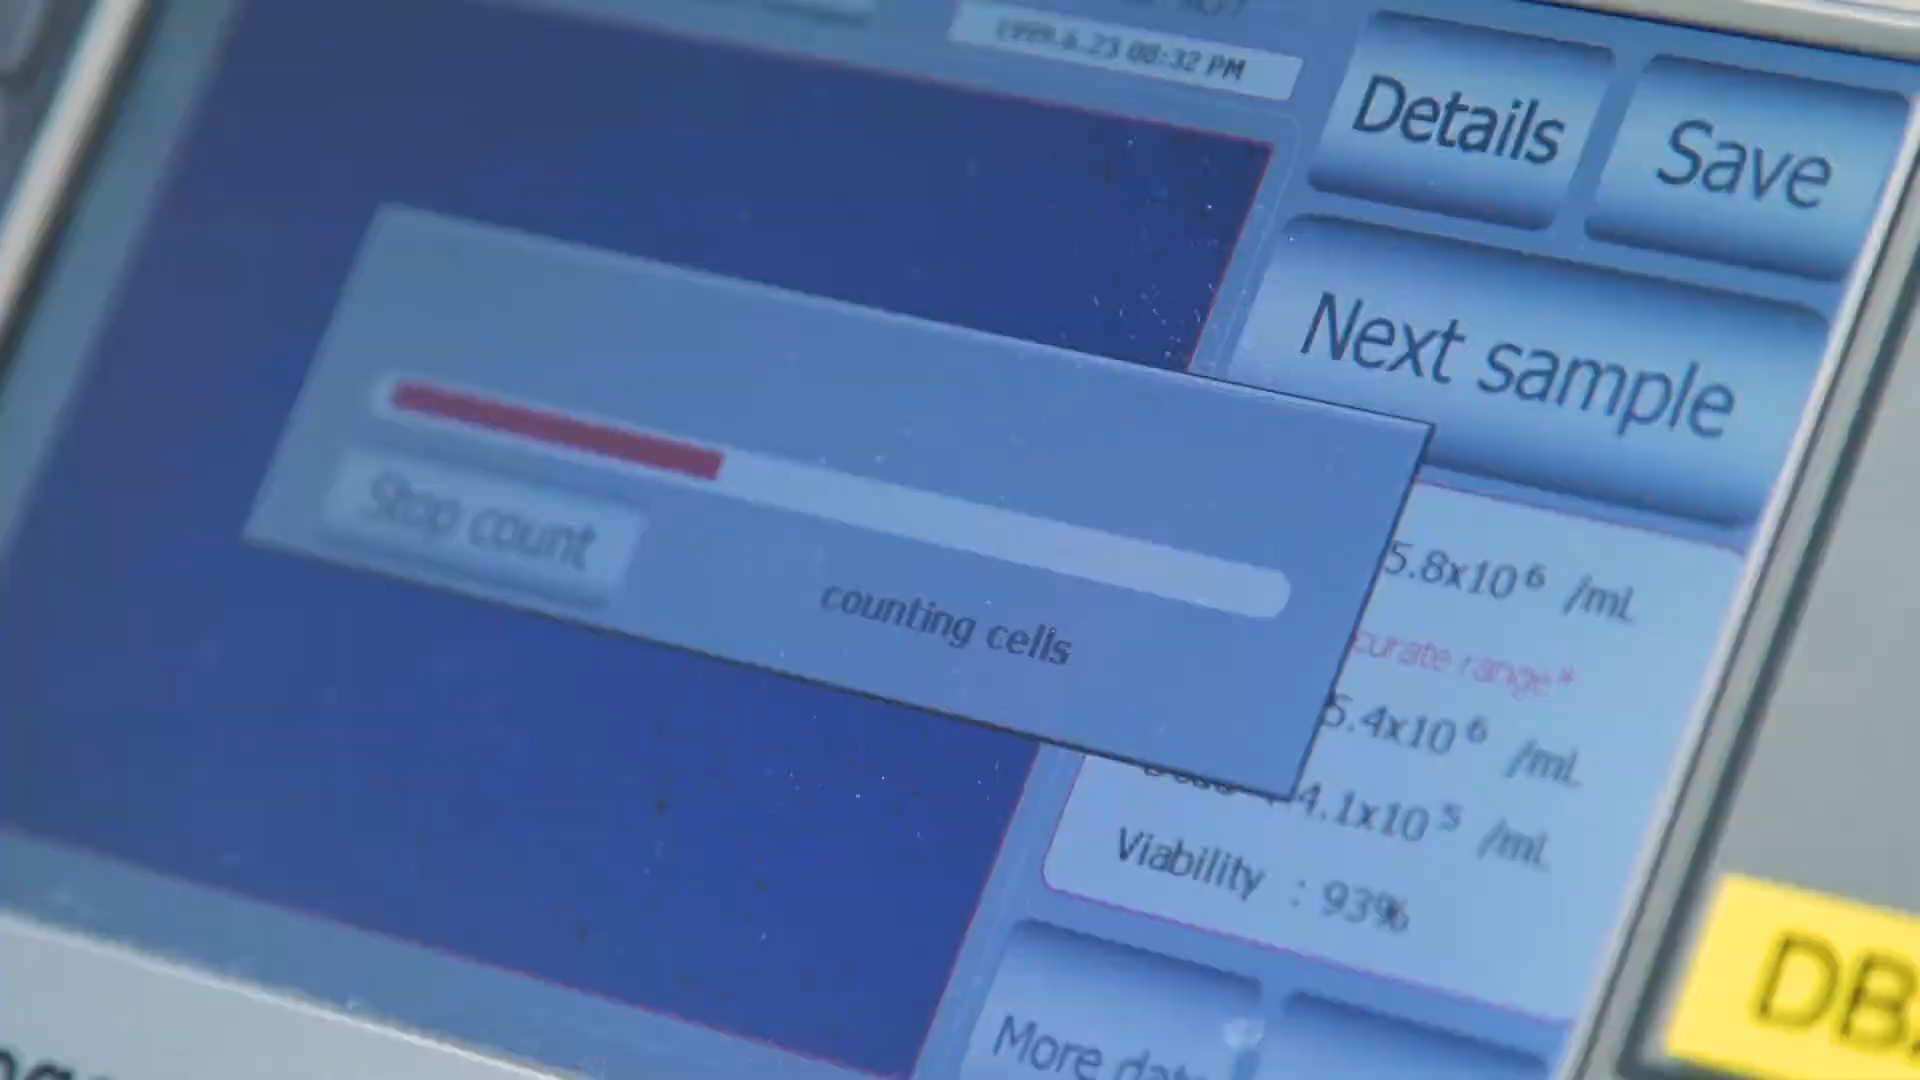 1999.6.23 08:32 PM
Details
Save
Next sample
Stop count
counting cells
5.8x10⁶ /mL
curate range*
5.4x10⁶ /mL
4.1x10⁵ /mL
Viability : 93%
More data
DB